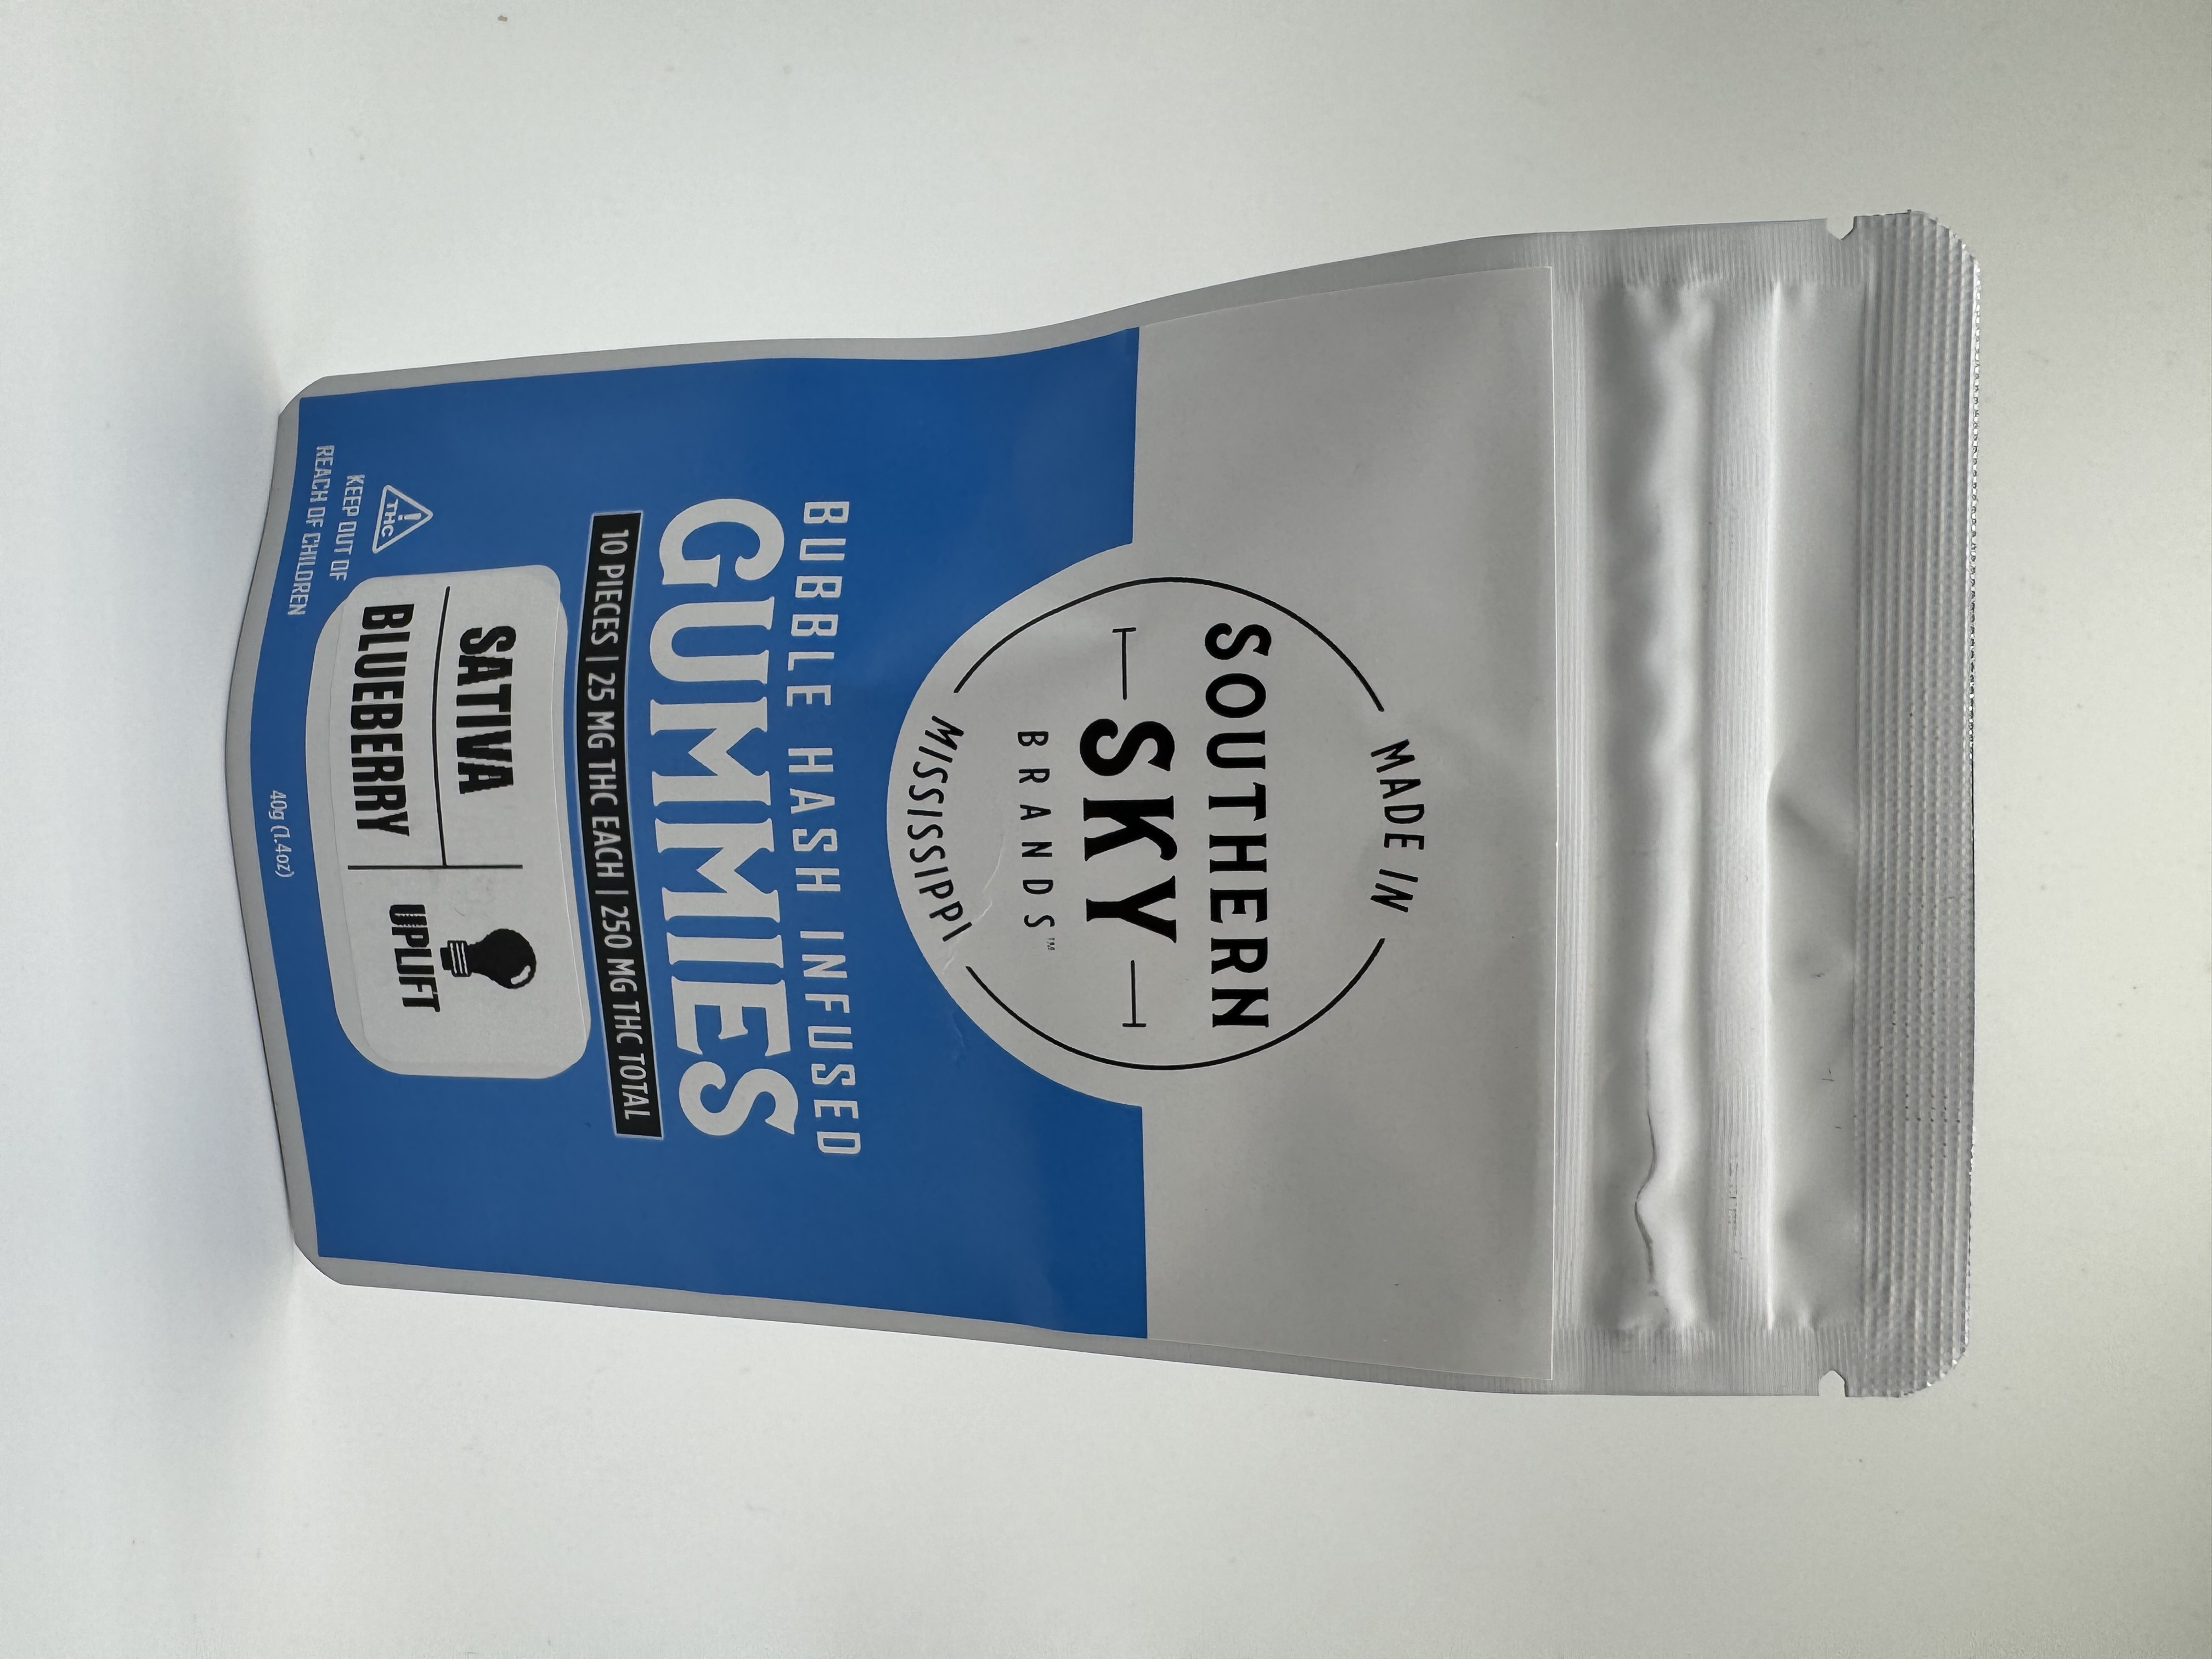 MADE IN
SOUTHERN
SKY
BRANDS™
MISSISSIPPI
BUBBLE HASH INFUSED
GUMMIES
10 PIECES | 25 MG THC EACH | 250 MG THC TOTAL
SATIVA
BLUEBERRY
UPLIFT
! THC
KEEP OUT OF
REACH OF CHILDREN
40g (1.4oz)